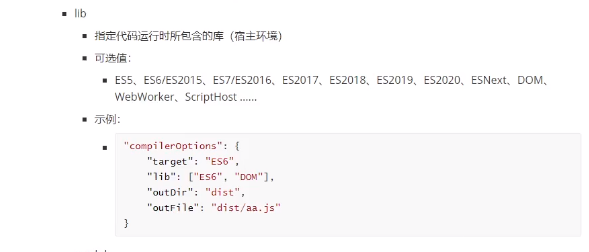 lib
指定代码运行时所包含的库（宿主环境）
可选值：
ES5、ES6/ES2015、ES7/ES2016、ES2017、ES2018、ES2019、ES2020、ESNext、DOM、
WebWorker、ScriptHost ......
示例：
"compilerOptions": {
    "target": "ES6",
    "lib": ["ES6", "DOM"],
    "outDir": "dist",
    "outFile": "dist/aa.js"
}